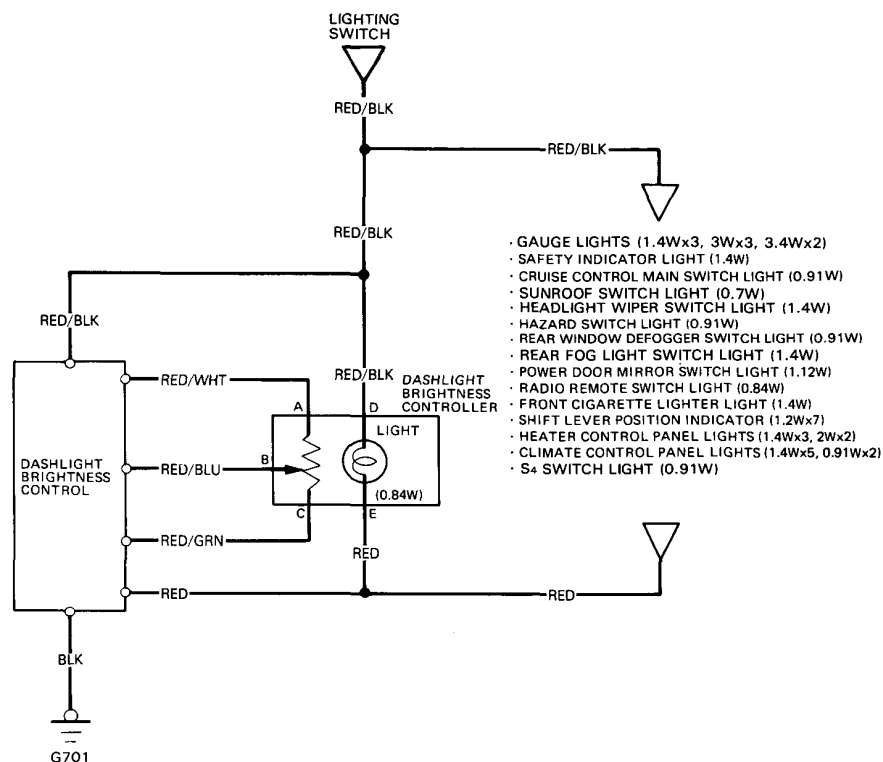 LIGHTING
SWITCH
RED/BLK
RED/BLK
RED/BLK
· GAUGE LIGHTS (1.4Wx3, 3Wx3, 3.4Wx2)
· SAFETY INDICATOR LIGHT (1.4W)
· CRUISE CONTROL MAIN SWITCH LIGHT (0.91W)
· SUNROOF SWITCH LIGHT (0.7W)
· HEADLIGHT WIPER SWITCH LIGHT (1.4W)
· HAZARD SWITCH LIGHT (0.91W)
· REAR WINDOW DEFOGGER SWITCH LIGHT (0.91W)
· REAR FOG LIGHT SWITCH LIGHT (1.4W)
· POWER DOOR MIRROR SWITCH LIGHT (1.12W)
· RADIO REMOTE SWITCH LIGHT (0.84W)
· FRONT CIGARETTE LIGHTER LIGHT (1.4W)
· SHIFT LEVER POSITION INDICATOR (1.2Wx7)
· HEATER CONTROL PANEL LIGHTS (1.4Wx3, 2Wx2)
· CLIMATE CONTROL PANEL LIGHTS (1.4Wx5, 0.91Wx2)
· S4 SWITCH LIGHT (0.91W)
RED/BLK
RED/WHT
RED/BLK
DASHLIGHT
BRIGHTNESS
CONTROLLER
A
D
LIGHT
B
DASHLIGHT
BRIGHTNESS
CONTROL
RED/BLU
(0.84W)
C
E
RED/GRN
RED
RED
RED
BLK
G701